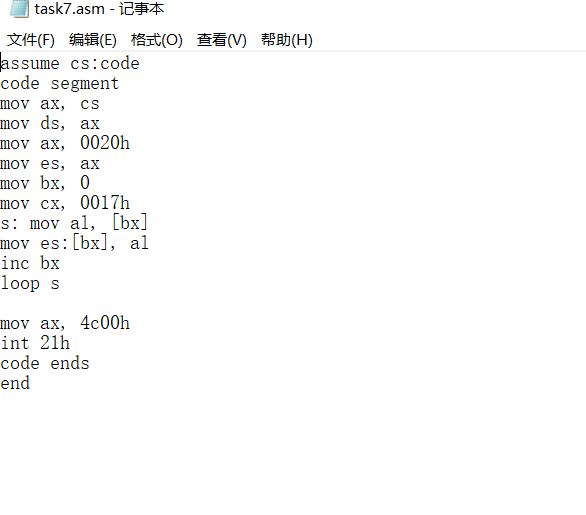 task7.asm - 记事本
文件(F) 编辑(E) 格式(O) 查看(V) 帮助(H)
assume cs:code
code segment
mov ax, cs
mov ds, ax
mov ax, 0020h
mov es, ax
mov bx, 0
mov cx, 0017h
s: mov al, [bx]
mov es:[bx], al
inc bx
loop s
mov ax, 4c00h
int 21h
code ends
end